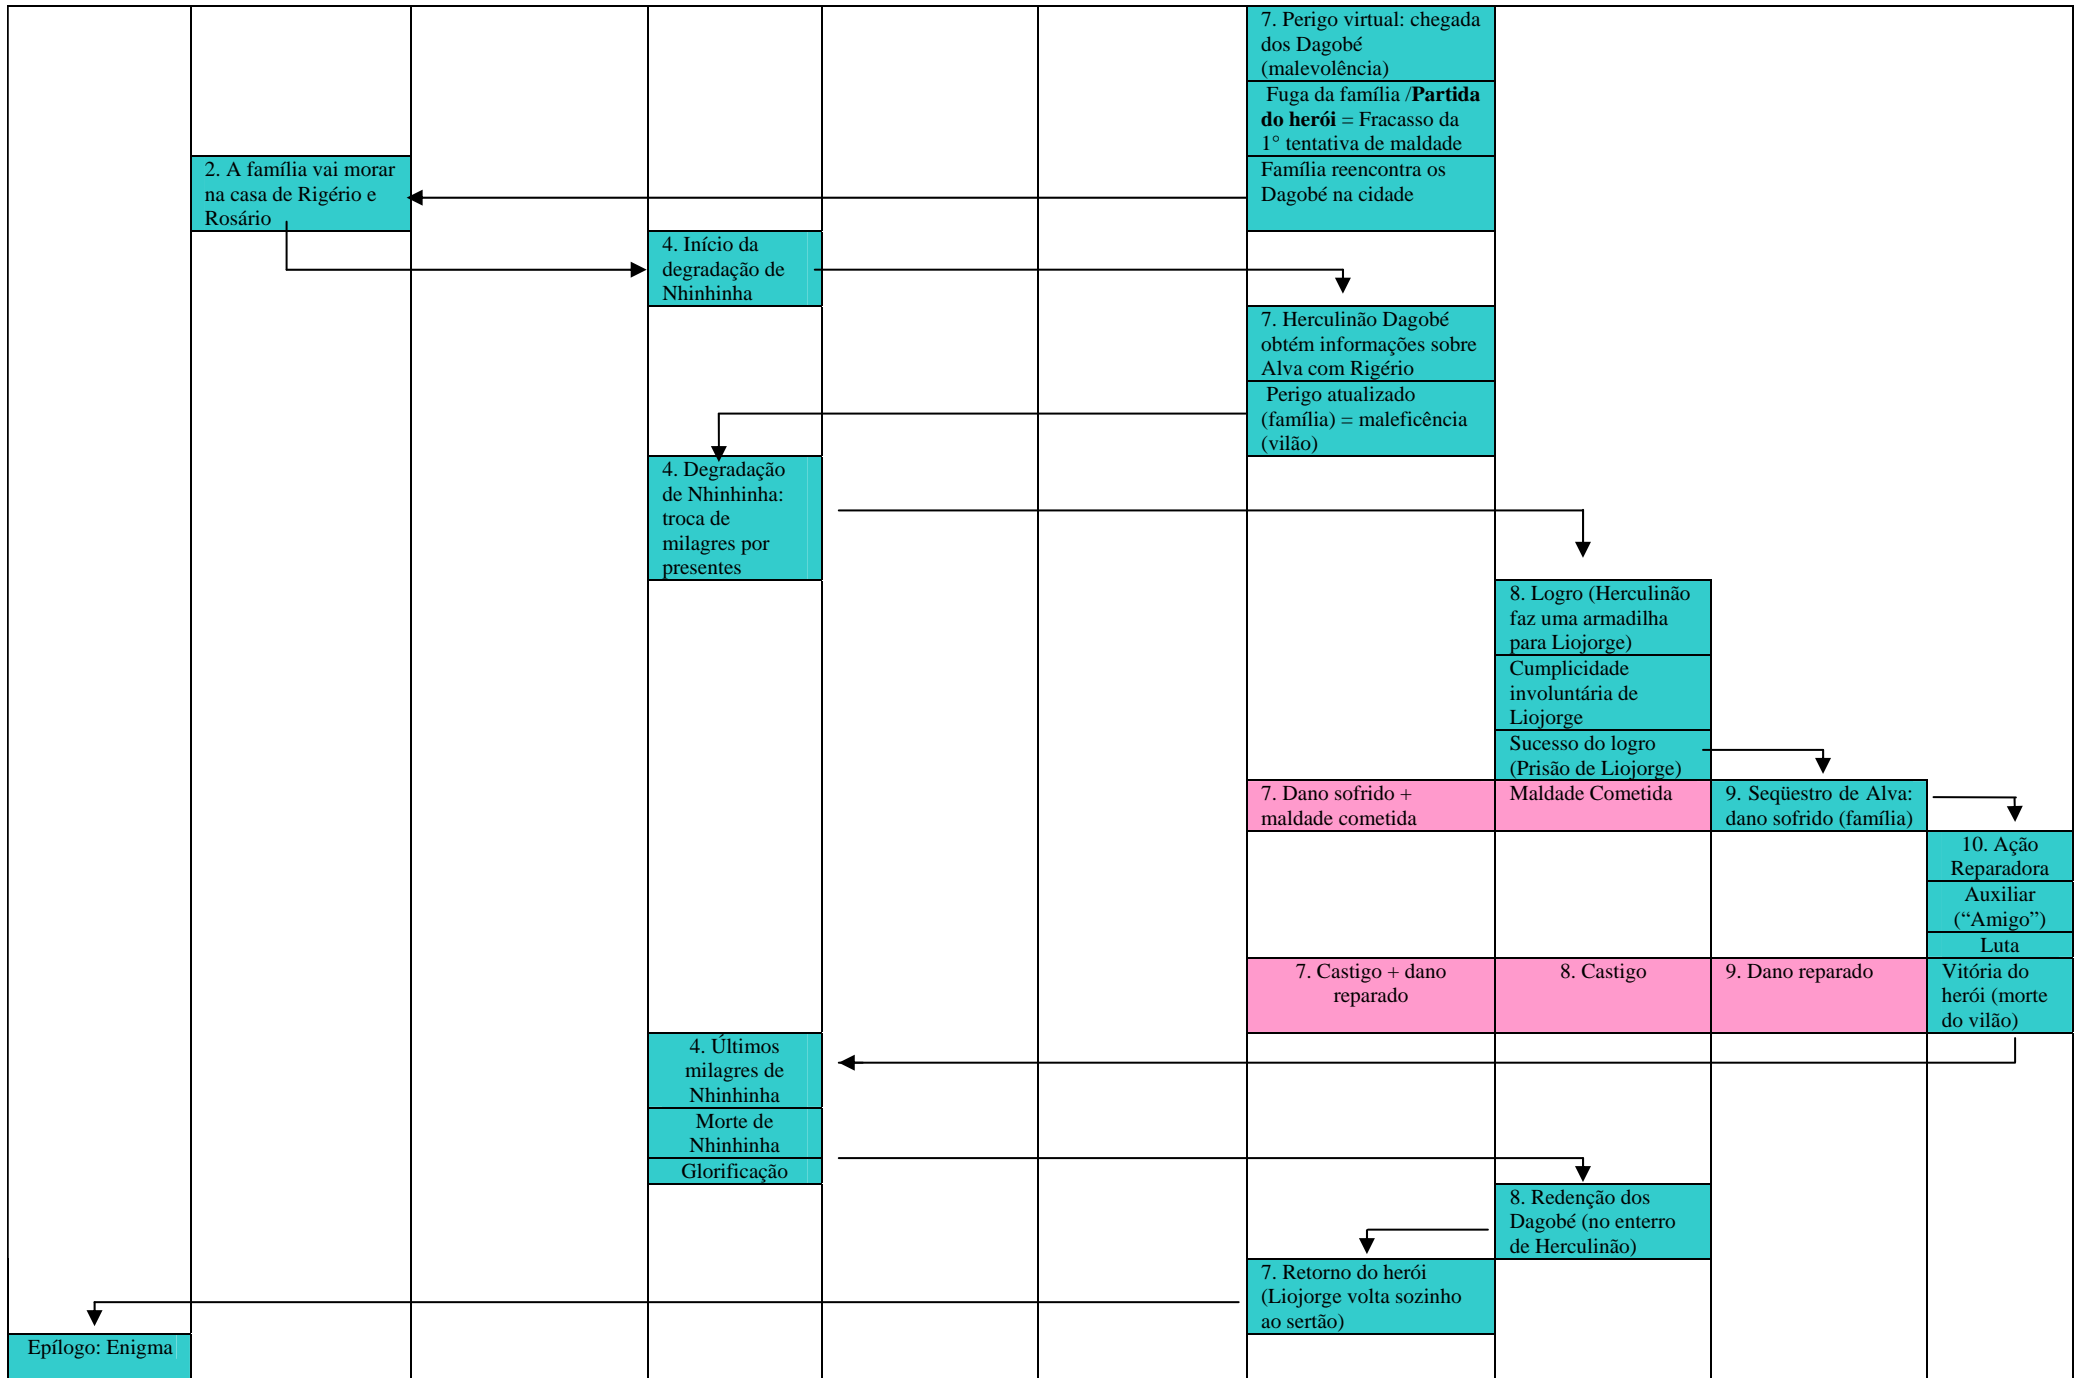 7. Perigo virtual: chegada
dos Dagobé
(malevolência)
Fuga da família /Partida
do herói = Fracasso da
1° tentativa de maldade
2. A família vai morar
na casa de Rigério e
Rosário
Família reencontra os
Dagobé na cidade
4. Início da
degradação de
Nhinhinha
7. Herculinão Dagobé
obtém informações sobre
Alva com Rigério
Perigo atualizado
(família) = maleficência
(vilão)
4. Degradação
de Nhinhinha:
troca de
milagres por
presentes
8. Logro (Herculinão
faz uma armadilha
para Liojorge)
Cumplicidade
involuntária de
Liojorge
Sucesso do logro
(Prisão de Liojorge)
7. Dano sofrido +
maldade cometida
Maldade Cometida
9. Seqüestro de Alva:
dano sofrido (família)
10. Ação
Reparadora
Auxiliar
(“Amigo”)
Luta
7. Castigo + dano
reparado
8. Castigo
9. Dano reparado
Vitória do
herói (morte
do vilão)
4. Últimos
milagres de
Nhinhinha
Morte de
Nhinhinha
Glorificação
8. Redenção dos
Dagobé (no enterro
de Herculinão)
7. Retorno do herói
(Liojorge volta sozinho
ao sertão)
Epílogo: Enigma